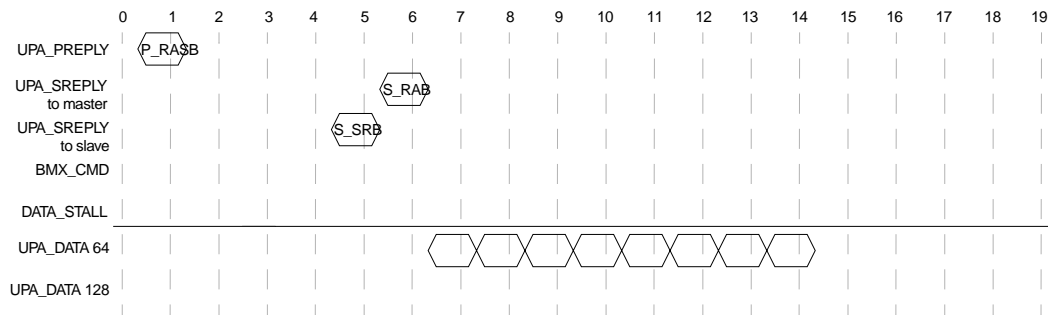 0 1 2 3 4 5 6 7 8 9 10 11 12 13 14 15 16 17 18 19
UPA_PREPLY P_RASB
UPA_SREPLY
to master
S_RAB
UPA_SREPLY
to slave
S_SRB
BMX_CMD
DATA_STALL
UPA_DATA 64
UPA_DATA 128